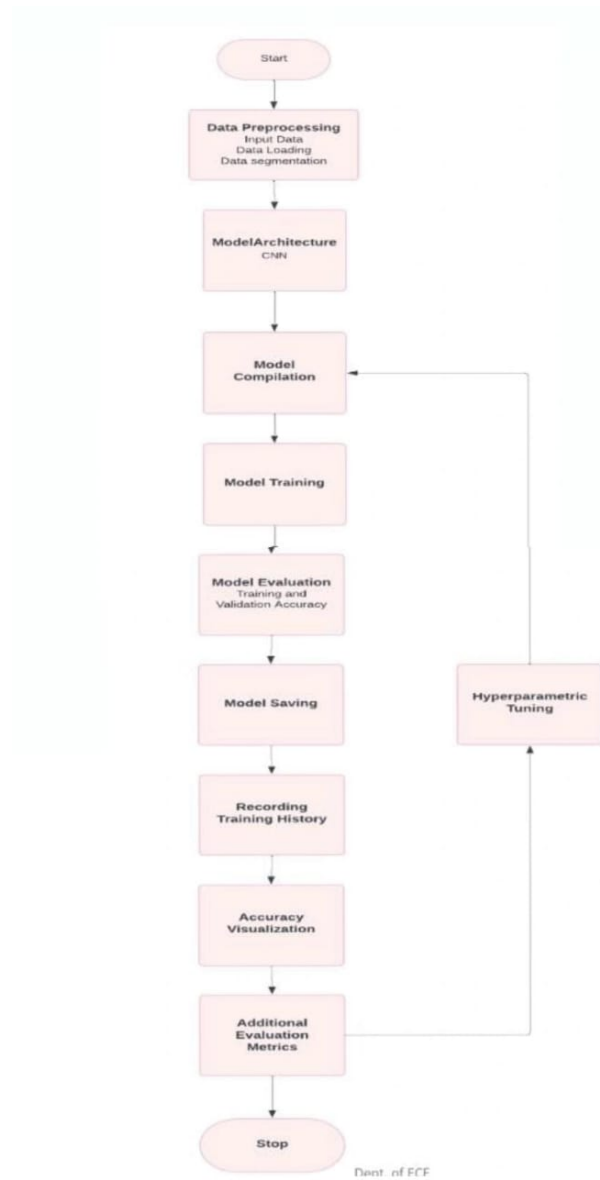 Start
Data Preprocessing
Input Data
Data Loading
Data segmentation
ModelArchitecture
CNN
Model
Compilation
Model Training
Model Evaluation
Training and
Validation Accuracy
Model Saving
Hyperparametric
Tuning
Recording
Training History
Accuracy
Visualization
Additional
Evaluation
Metrics
Stop
Dept. of ECE